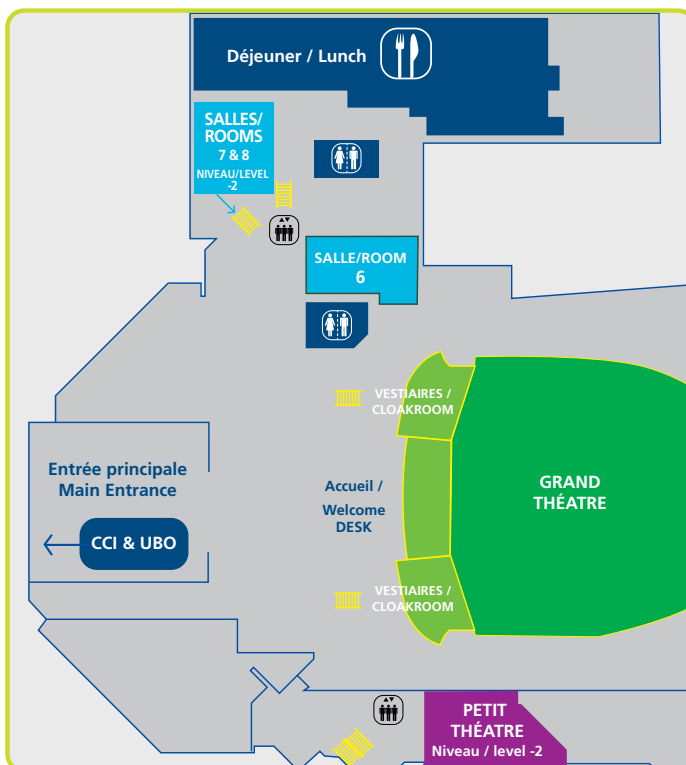 Déjeuner / Lunch
SALLES/
ROOMS
7 & 8
NIVEAU/LEVEL
-2
SALLE/ROOM
6
VESTIAIRES /
CLOAKROOM
Entrée principale
Main Entrance
CCI & UBO
Accueil /
Welcome
DESK
GRAND
THÉATRE
VESTIAIRES /
CLOAKROOM
PETIT
THÉATRE
Niveau / level -2